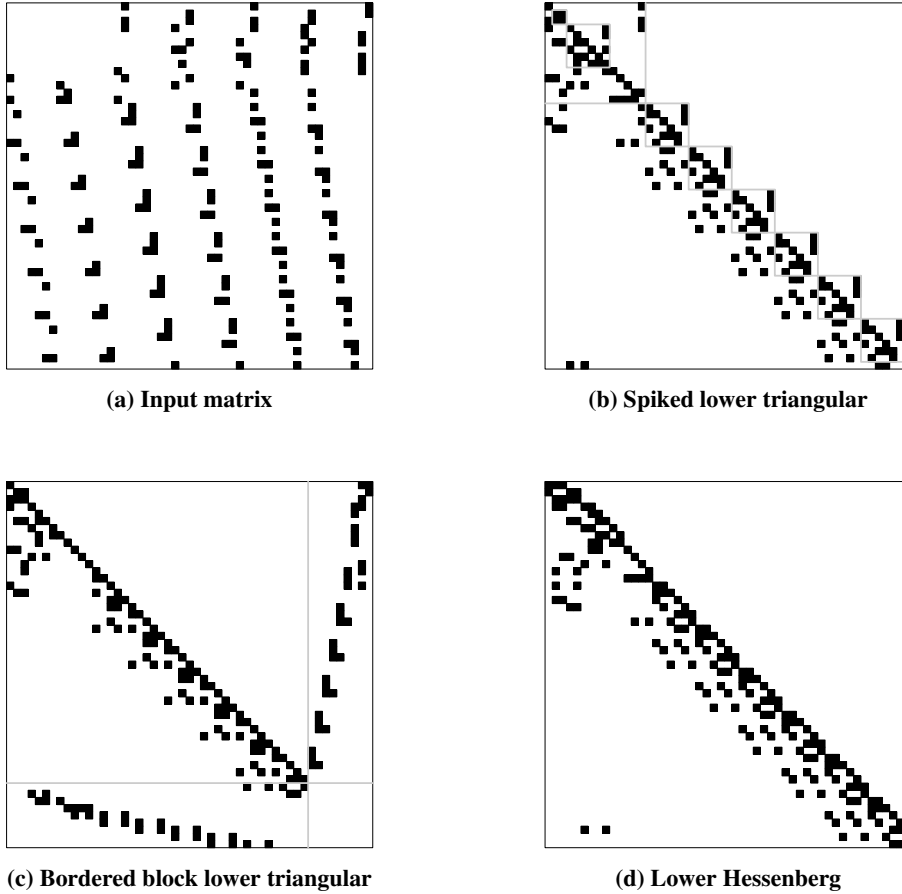 (a) Input matrix
(b) Spiked lower triangular
(c) Bordered block lower triangular
(d) Lower Hessenberg